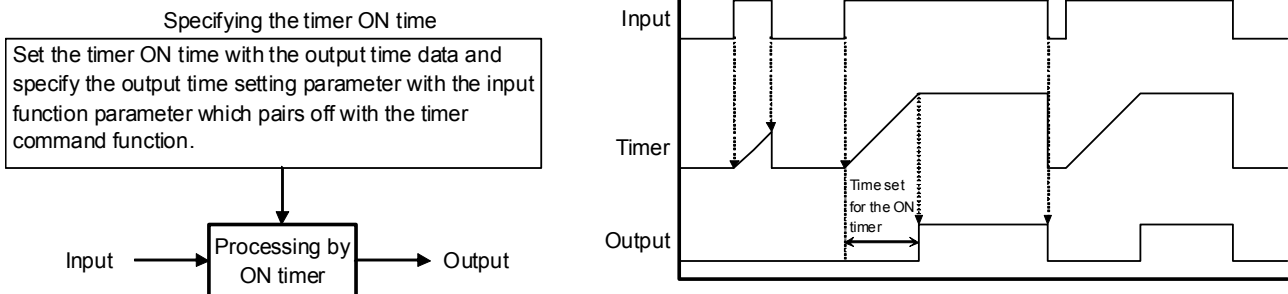 Specifying the timer ON time
Set the timer ON time with the output time data and
specify the output time setting parameter with the input
function parameter which pairs off with the timer
command function.
Input
Processing by
ON timer
Output
Input
Timer
Time set
for the ON
timer
Output